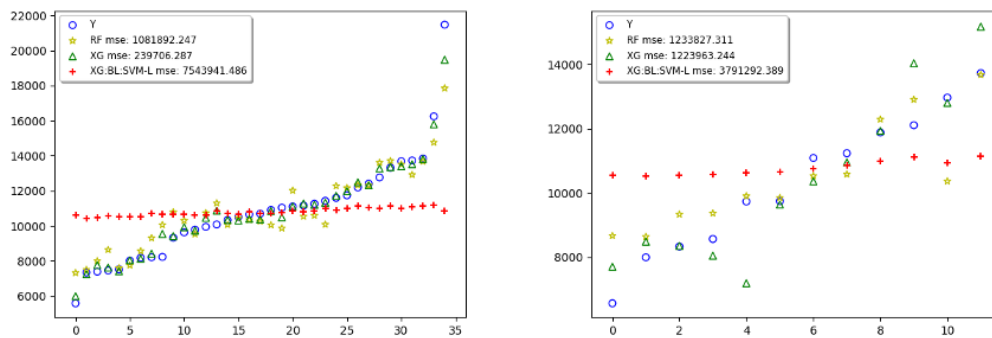 22000
20000
18000
16000
14000
12000
10000
8000
6000
Y
RF mse: 1081892.247
XG mse: 239706.287
XG:BL:SVM-L mse: 7543941.486
0 5 10 15 20 25 30 35
14000
12000
10000
8000
Y
RF mse: 1233827.311
XG mse: 1223963.244
XG:BL:SVM-L mse: 3791292.389
0 2 4 6 8 10